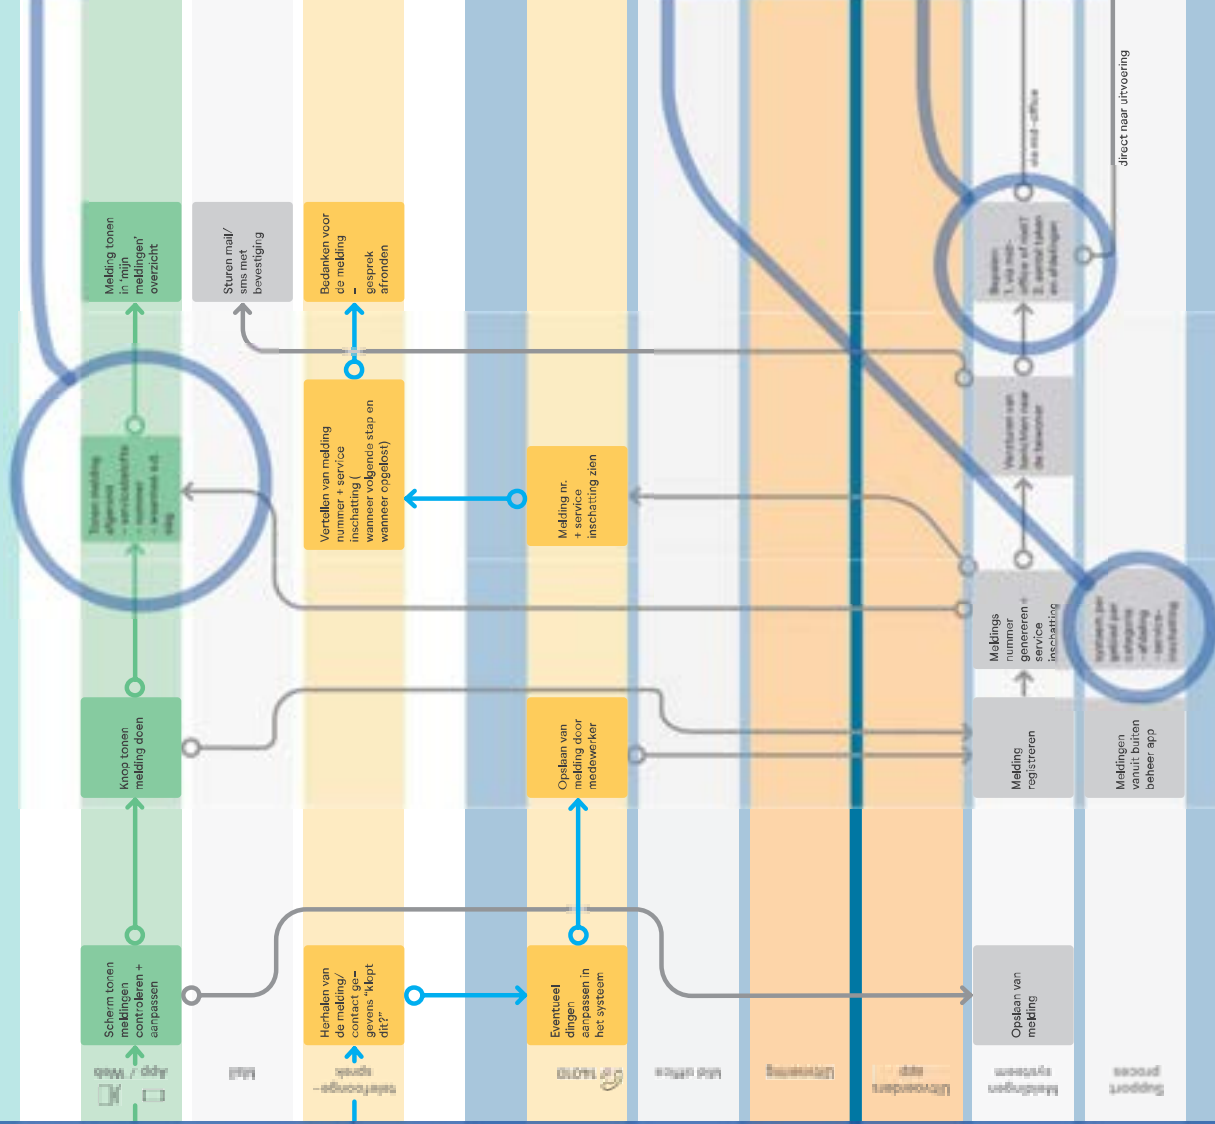 Melding tonen
in 'mijn
meldingen'
overzicht
Sturen mail/
sms met
bevestiging
Bedanken voor
de melding
–
gesprek
afronden
via mid-office
direct naar uitvoering
Tonen melding
afgerond
- nummer
Vertellen van melding
nummer + service
inschatting (
wanneer volgende stap en
wanneer opgelost)
Melding nr.
+ service
inschatting zien
Versturen van
berichten naar
de bewoner
Meldings
nummer
genereren +
service
inschatting
Knop tonen
melding doen
Opslaan van
melding door
medewerker
Melding
registreren
Meldingen
vanuit buiten
beheer app
Scherm tonen
meldingen
controleren +
aanpassen
Herhalen van
de melding/
contact ge-
gevens "klopt
dit?"
Eventueel
dingen
aanpassen in
het systeem
Opslaan van
melding
App / Web
Mail
telefoonge-
sprek
14010
Mid office
Uitvoering
Uitvoerders
app
Meldingen
systeem
Support
proces